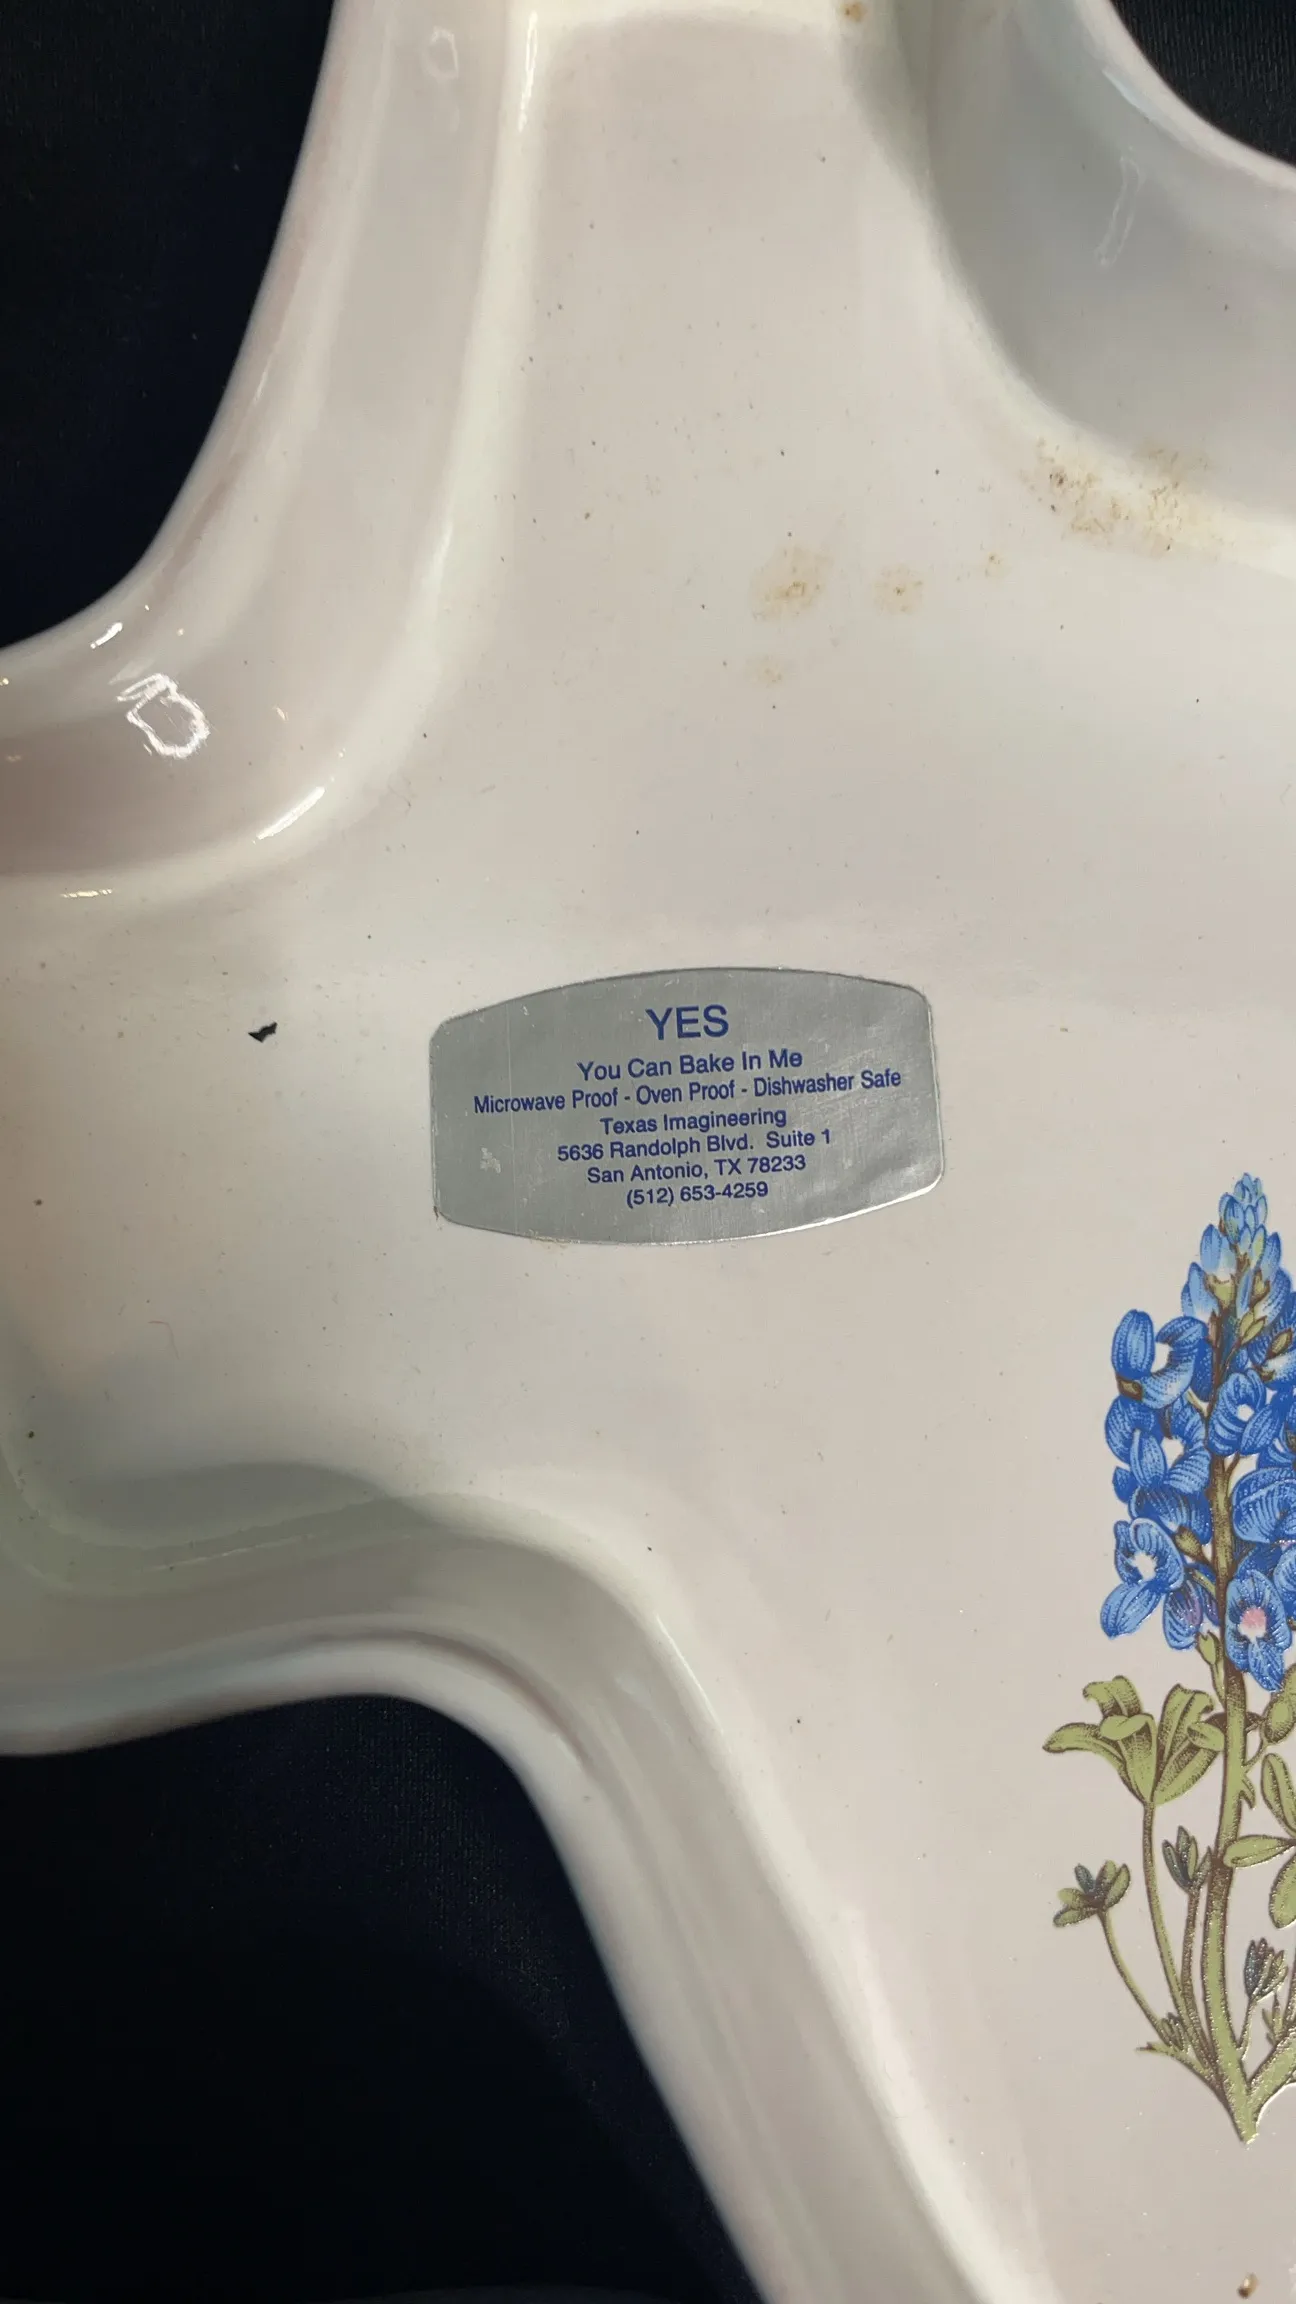 YES
You Can Bake In Me
Microwave Proof - Oven Proof - Dishwasher Safe
Texas Imagineering
5636 Randolph Blvd. Suite 1
San Antonio, TX 78233
(512) 653-4259